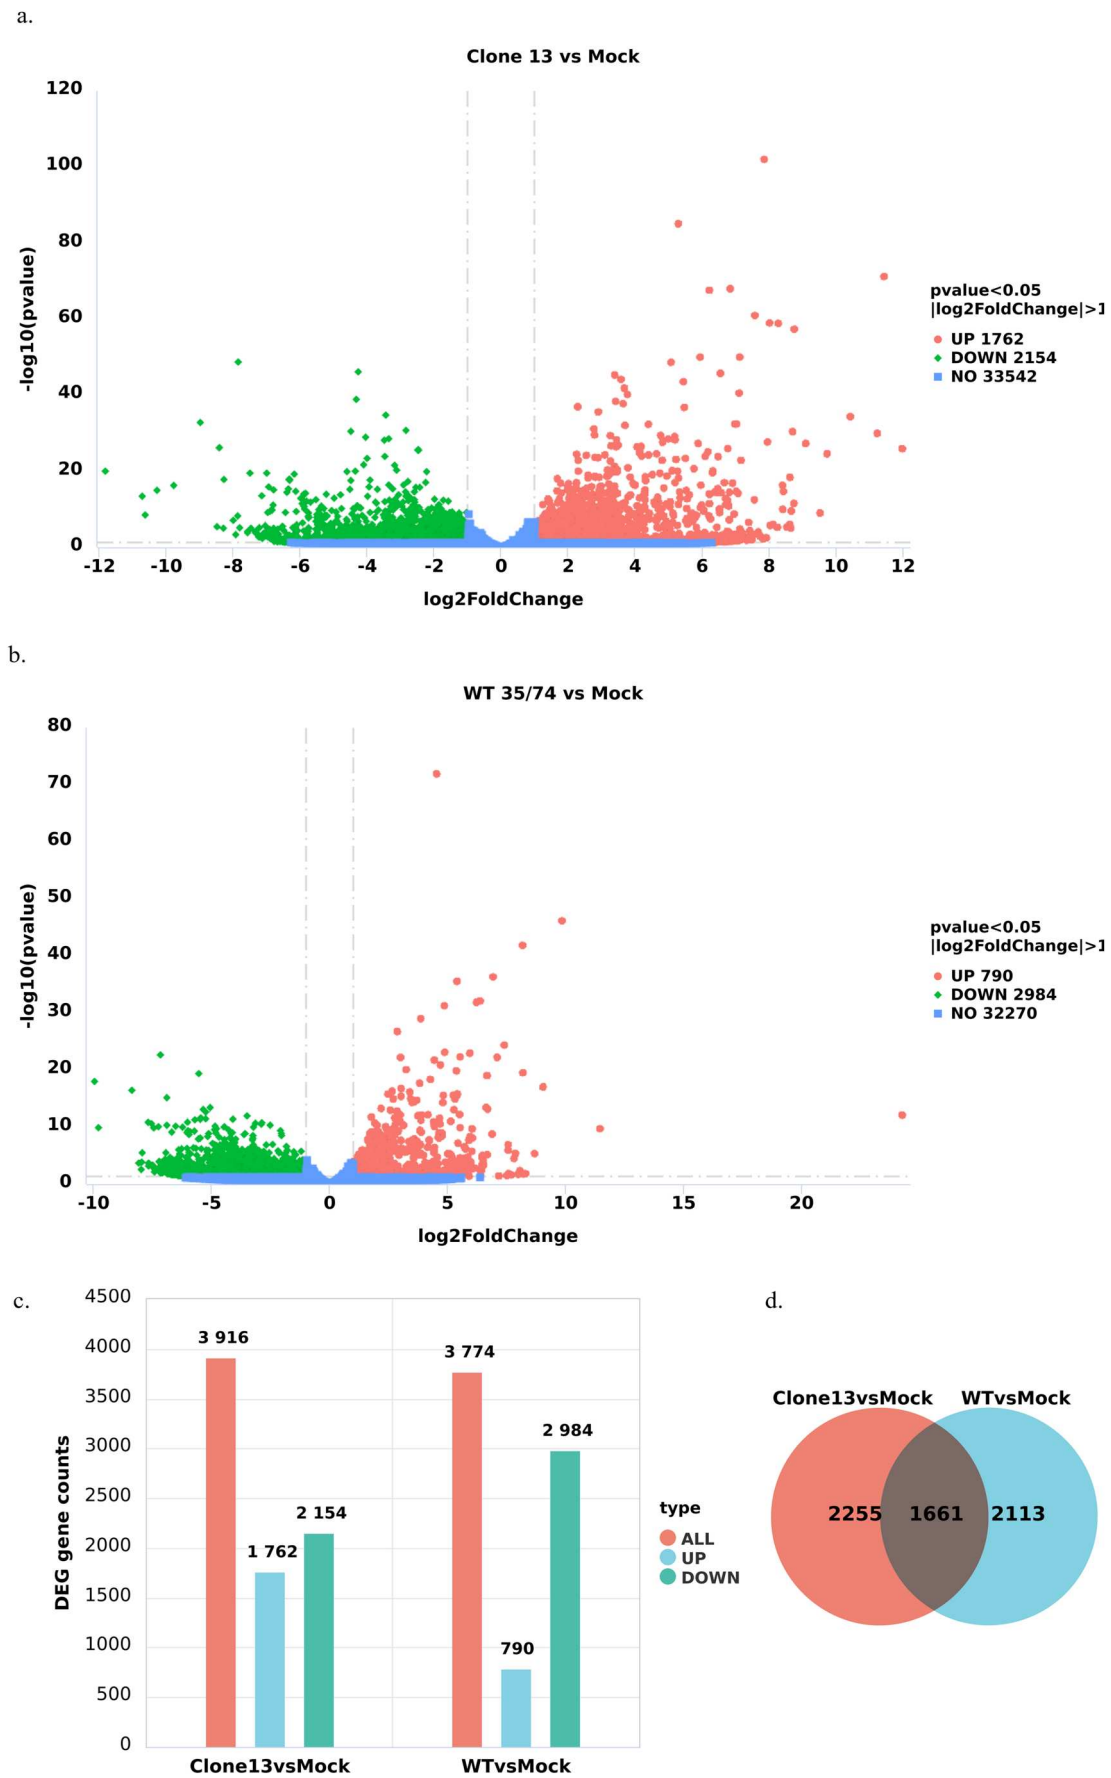 a.
Clone 13 vs Mock
120
100
80
60
40
20
0
-log10(pvalue)
-12 -10 -8 -6 -4 -2 0 2 4 6 8 10 12
log2FoldChange
pvalue<0.05
|log2FoldChange|>1
UP 1762
DOWN 2154
NO 33542
b.
WT 35/74 vs Mock
80
70
60
50
40
30
20
10
0
-log10(pvalue)
-10 -5 0 5 10 15 20
log2FoldChange
pvalue<0.05
|log2FoldChange|>1
UP 790
DOWN 2984
NO 32270
c.
4500
4000
3500
3000
2500
2000
1500
1000
500
0
DEG gene counts
3 916
1 762
2 154
3 774
790
2 984
Clone13vsMock WTvsMock
type
ALL
UP
DOWN
d.
Clone13vsMock WTvsMock
2255 1661 2113